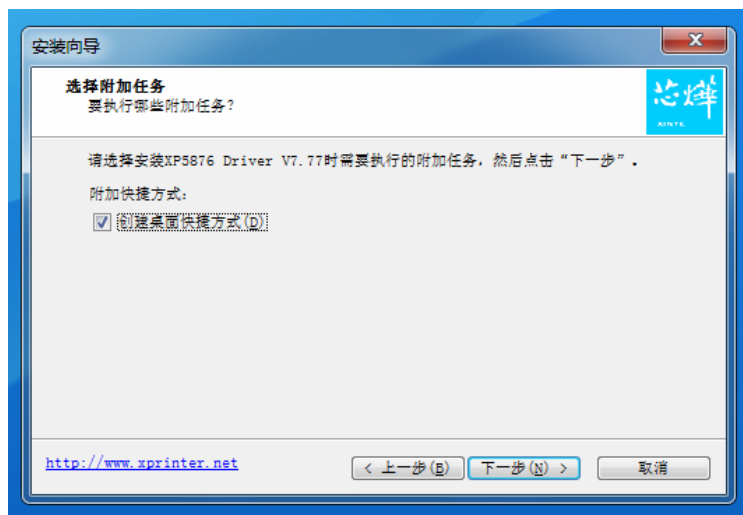 安装向导
选择附加任务
要执行哪些附加任务?
芯烨
XINYE
请选择安装XP5876 Driver V7.77时需要执行的附加任务，然后点击“下一步”.
附加快捷方式:
创建桌面快捷方式(D)
http://www.xprinter.net
< 上一步(B) 下一步(N) > 取消